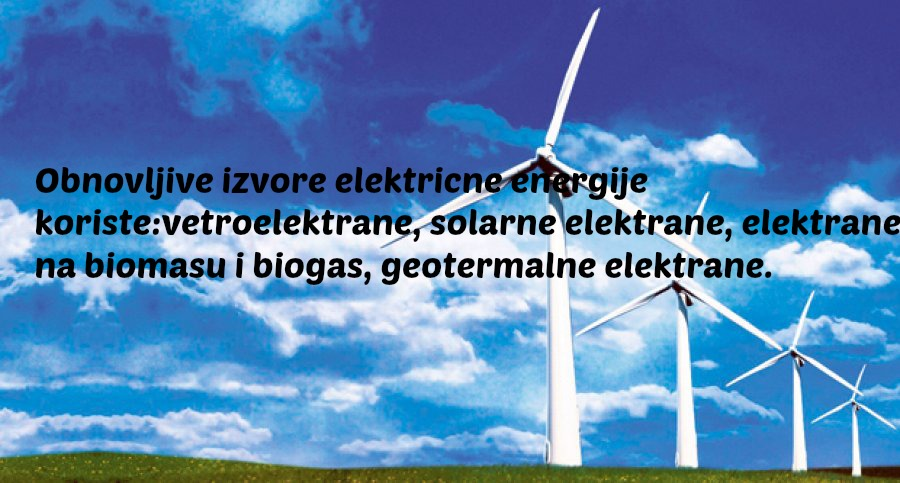 Obnovljive izvore elektricne energije
koriste:vetroelektrane, solarne elektrane, elektrane
na biomasu i biogas, geotermalne elektrane.